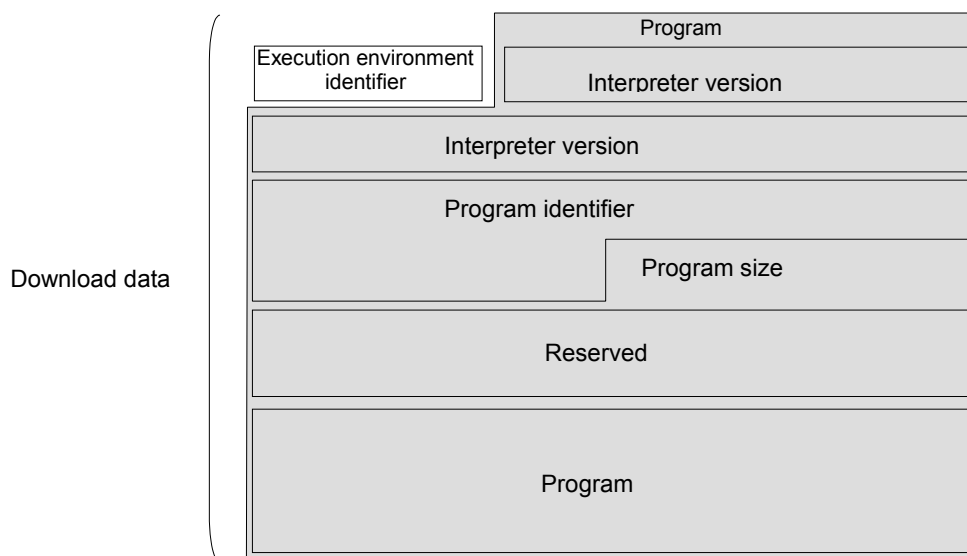 Program
Execution environment
identifier
Interpreter version
Interpreter version
Program identifier
Program size
Download data
Reserved
Program